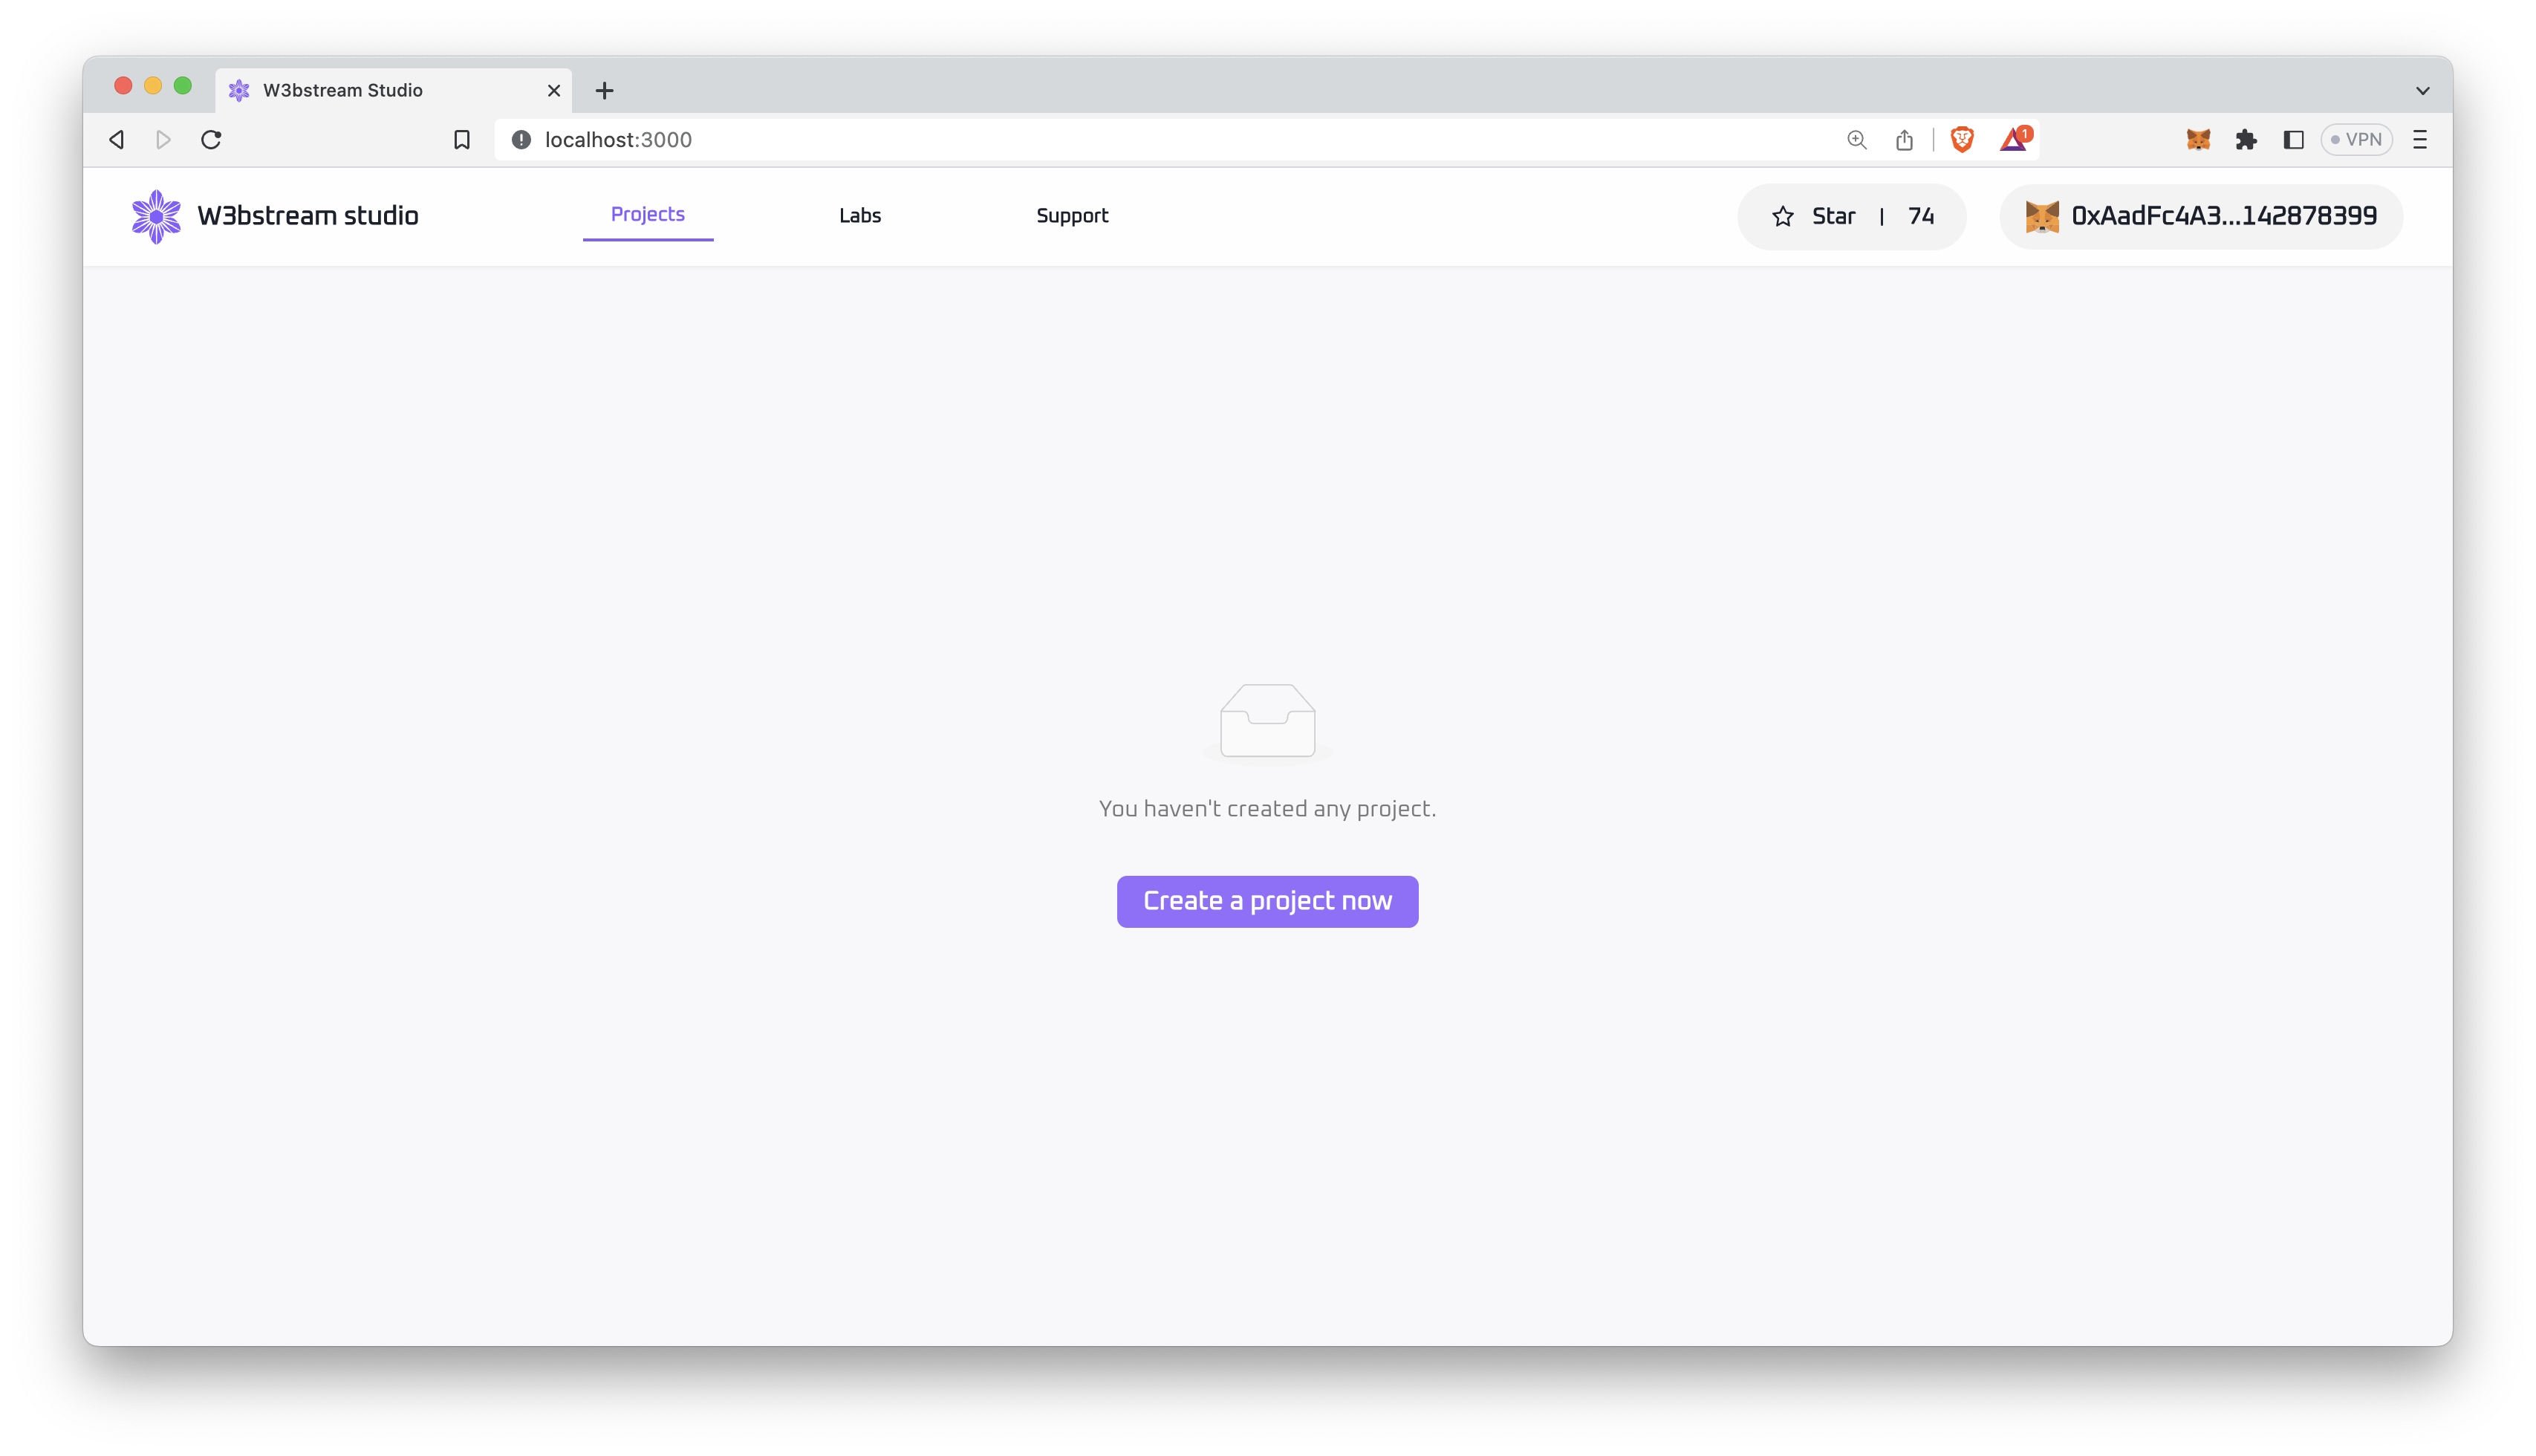 W3bstream Studio
localhost:3000
1
VPN
W3bstream studio
Projects
Labs
Support
Star | 74
0xAadFc4A3...142878399
You haven't created any project.
Create a project now